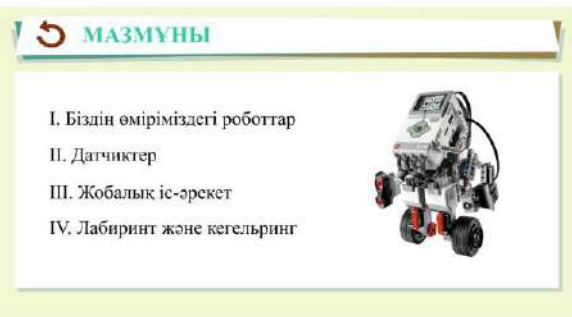 МАЗМҰНЫ
I. Біздің өміріміздегі роботтар
II. Датчиктер
III. Жобалық іс-әрекет
IV. Лабиринт және кегельринг